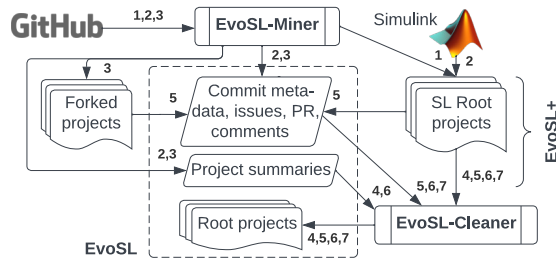 GitHub
1,2,3
EvoSL-Miner
Simulink
3
2,3
1
2
Forked
projects
5
Commit meta-
data, issues, PR,
comments
5
SL Root
projects
EvoSL+
2,3
Project summaries
4,6
5,6,7
4,5,6,7
Root projects
4,5,6,7
EvoSL-Cleaner
EvoSL